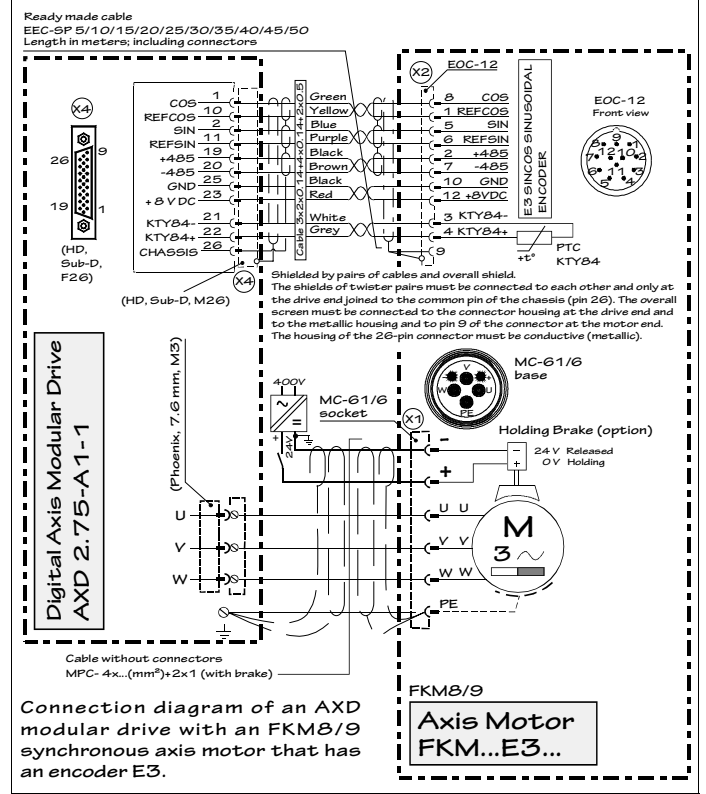 Ready made cable
EEC-SP 5/10/15/20/25/30/35/40/45/50
Length in meters; including connectors
X4
9
26
19
1
(HD,
Sub-D,
F26)
COS 1
REFCOS 10
SIN 2
REFSIN 11
+485 19
-485 20
GND 25
+8 VDC 23
KTY84- 21
KTY84+ 22
CHASSIS 26
X4
(HD, Sub-D, M26)
Cable 3x2x0.14+4x0.14+2x0.5
Green
Yellow
Blue
Purple
Black
Brown
Black
Red
White
Grey
X2
EOC-12
8 COS
1 REFCOS
5 SIN
6 REFSIN
2 +485
7 -485
10 GND
12 +8VDC
3 KTY84-
4 KTY84+
9
E3 SINCOS SINUSOIDAL
ENCODER
EOC-12
Front view
9
8 1
7 12 10 2
6 11 3
5 4
+t°
PTC
KTY84
Shielded by pairs of cables and overall shield.
The shields of twister pairs must be connected to each other and only at
the drive end joined to the common pin of the chassis (pin 26). The overall
screen must be connected to the connector housing at the drive end and
to the metallic housing and to pin 9 of the connector at the motor end.
The housing of the 26-pin connector must be conductive (metallic).
Digital Axis Modular Drive
AXD 2.75-A1-1
(Phoenix, 7.6 mm, M3)
400V
~
=
+ 24V -
MC-61/6
socket
X1
MC-61/6
base
V
- +
W U
PE
Holding Brake (option)
24 V Released
0 V Holding
-
+
-
+
U
V
W
U U
V V
W W
PE
M
3 ~
Cable without connectors
MPC- 4x...(mm²)+2x1 (with brake)
FKM8/9
Axis Motor
FKM...E3...
Connection diagram of an AXD
modular drive with an FKM8/9
synchronous axis motor that has
an encoder E3.